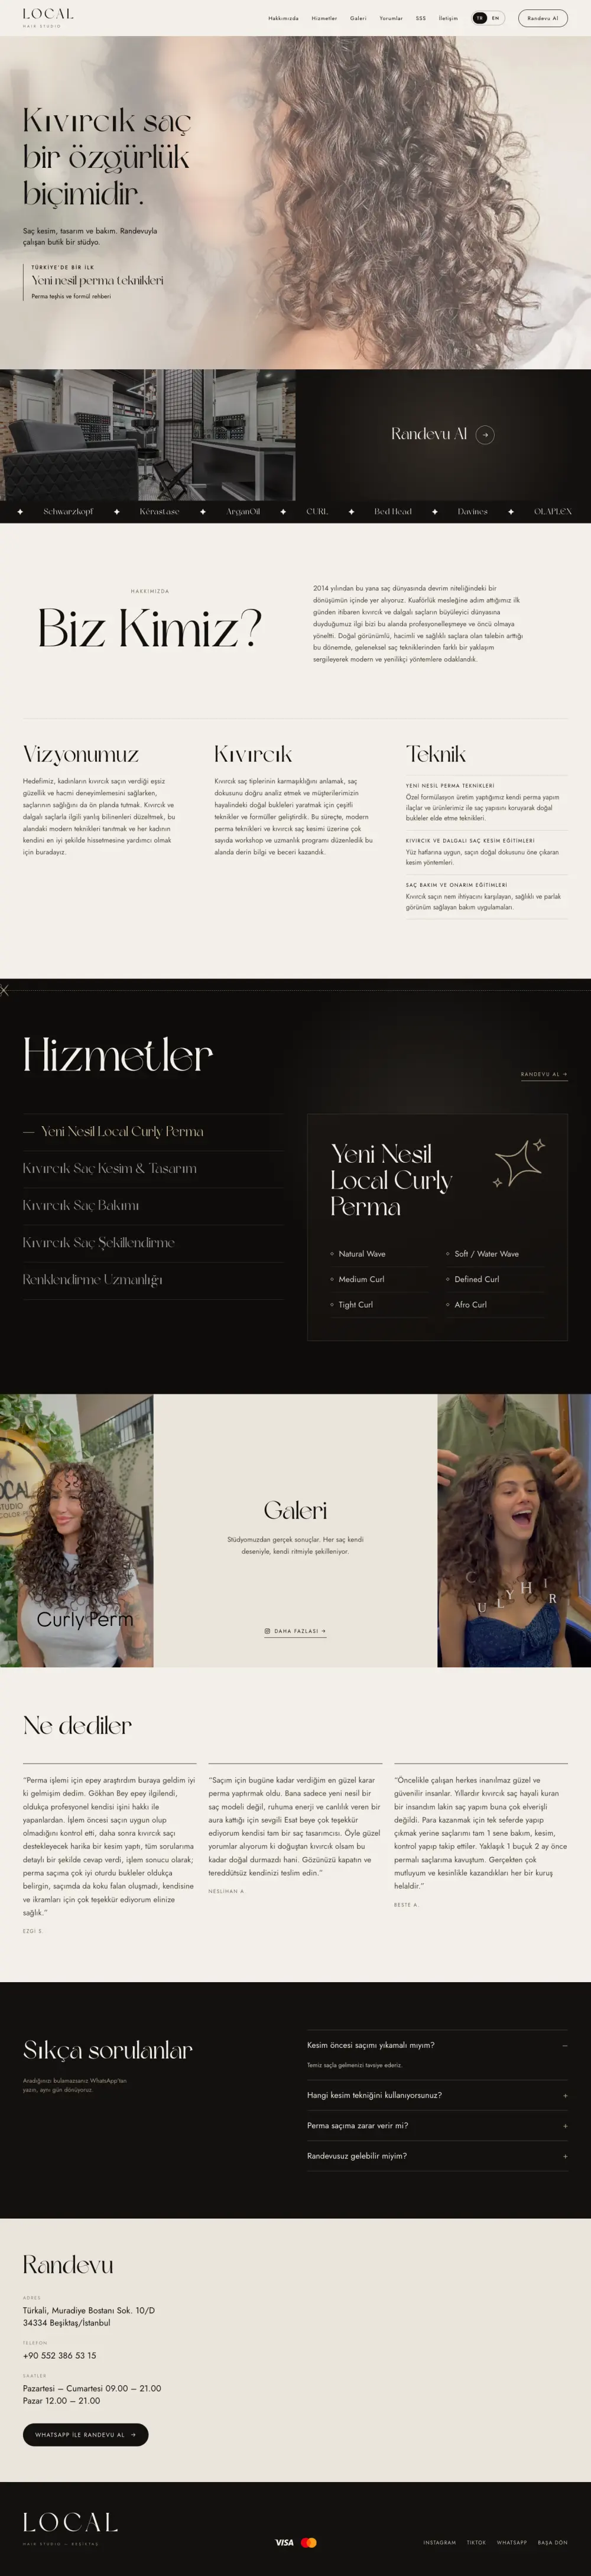 LOCAL
HAIR STUDIO
Hakkımızda
Hizmetler
Galeri
Yorumlar
SSS
İletişim
TR
EN
Randevu Al
Kıvırcık saç
bir özgürlük
biçimidir.
Saç kesim, tasarım ve bakım. Randevuyla
çalışan butik bir stüdyo.
TÜRKİYE'DE BİR İLK
Yeni nesil perma teknikleri
Perma teşhis ve formül rehberi
Randevu Al →
Schwarzkopf
Kérastase
ArganOil
CURL
Bed Head
Davines
OLAPLEX
HAKKIMIZDA
Biz Kimiz?
2014 yılından bu yana saç dünyasında devrim niteliğindeki bir
dönüşümün içinde yer alıyoruz. Kuaförlük mesleğine adım attığımız ilk
günden itibaren kıvırcık ve dalgalı saçların büyüleyici dünyasına
duyduğumuz ilgi bizi bu alanda profesyonelleşmeye ve öncü olmaya
yöneltti. Doğal görünümlü, hacimli ve sağlıklı saçlara olan talebin arttığı
bu dönemde, geleneksel saç tekniklerinden farklı bir yaklaşım
sergileyerek modern ve yenilikçi yöntemlere odaklandık.
Vizyonumuz
Hedefimiz, kadınların kıvırcık saçın verdiği eşsiz
güzellik ve hacmi deneyimlemesini sağlarken,
saçlarının sağlığını da ön planda tutmak. Kıvırcık ve
dalgalı saçlarla ilgili yanlış bilinenleri düzeltmek, bu
alandaki modern teknikleri tanıtmak ve her kadının
kendini en iyi şekilde hissetmesine yardımcı olmak
için buradayız.
Kıvırcık
Kıvırcık saç tiplerinin karmaşıklığını anlamak, saç
dokusunu doğru analiz etmek ve müşterilerimizin
hayalindeki doğal bukleleri yaratmak için çeşitli
teknikler ve formüller geliştirdik. Bu süreçte, modern
perma teknikleri ve kıvırcık saç kesimi üzerine çok
sayıda workshop ve uzmanlık programı düzenledik bu
alanda derin bilgi ve beceri kazandık.
Teknik
YENİ NESİL PERMA TEKNİKLERİ
Özel formülasyon üretim yaptığımız kendi perma yapım
ilaçlar ve ürünlerimiz ile saç yapısını koruyarak doğal
bukleler elde etme teknikleri.
KIVIRCIK VE DALGALI SAÇ KESİM EĞİTİMLERİ
Yüz hatlarına uygun, saçın doğal dokusunu öne çıkaran
kesim yöntemleri.
SAÇ BAKIM VE ONARIM EĞİTİMLERİ
Kıvırcık saçın nem ihtiyacını karşılayan, sağlıklı ve parlak
görünüm sağlayan bakım uygulamaları.
Hizmetler
RANDEVU AL →
— Yeni Nesil Local Curly Perma
Kıvırcık Saç Kesim & Tasarım
Kıvırcık Saç Bakımı
Kıvırcık Saç Şekillendirme
Renklendirme Uzmanlığı
Yeni Nesil
Local Curly
Perma
Natural Wave
Soft / Water Wave
Medium Curl
Defined Curl
Tight Curl
Afro Curl
Curly Perm
Galeri
Stüdyomuzdan gerçek sonuçlar. Her saç kendi
deseniyle, kendi ritmiyle şekilleniyor.
DAHA FAZLASI →
CULYHIR
Ne dediler
“Perma işlemi için epey araştırdım buraya geldim iyi
ki gelmişim dedim. Gökhan Bey epey ilgilendi,
oldukça profesyonel kendisi işini hakkı ile
yapanlardan. İşlem öncesi saçın uygun olup
olmadığını kontrol etti, daha sonra kıvırcık saçı
destekleyecek harika bir kesim yaptı, tüm sorularıma
detaylı bir şekilde cevap verdi, işlem sonucu olarak;
perma saçıma çok iyi oturdu bukleler oldukça
belirgin, saçımda da koku falan oluşmadı, kendisine
ve ikramları için çok teşekkür ediyorum elinize
sağlık.”
EZGİ S.
“Saçım için bugüne kadar verdiğim en güzel karar
perma yaptırmak oldu. Bana sadece yeni nesil bir
saç modeli değil, ruhuma enerji ve canlılık veren bir
aura kattığı için sevgili Esat beye çok teşekkür
ediyorum kendisi tam bir saç tasarımcısı. Öyle güzel
yorumlar alıyorum ki doğuştan kıvırcık olsam bu
kadar doğal durmazdı hani. Gözünüzü kapatın ve
tereddütsüz kendinizi teslim edin.”
NESLİHAN A.
“Öncelikle çalışan herkes inanılmaz güzel ve
güvenilir insanlar. Yıllardır kıvırcık saç hayali kuran
bir insandım lakin saç yapım buna çok elverişli
değildi. Para kazanmak için tek seferde yapıp
çıkmak yerine saçlarımı tam 1 sene bakım, kesim,
kontrol yapıp takip ettiler. Yaklaşık 1 buçuk 2 ay önce
permalı saçlarıma kavuştum. Gerçekten çok
mutluyum ve kesinlikle kazandıkları her bir kuruş
helaldir.”
BESTE A.
Sıkça sorulanlar
Aradığınızı bulamazsanız WhatsApp'tan
yazın, aynı gün dönüyoruz.
Kesim öncesi saçımı yıkamalı mıyım? –
Temiz saçla gelmenizi tavsiye ederiz.
Hangi kesim tekniğini kullanıyorsunuz? +
Perma saçıma zarar verir mi? +
Randevusuz gelebilir miyim? +
Randevu
ADRES
Türkali, Muradiye Bostanı Sok. 10/D
34334 Beşiktaş/İstanbul
TELEFON
+90 552 386 53 15
SAATLER
Pazartesi – Cumartesi 09.00 – 21.00
Pazar 12.00 – 21.00
WHATSAPP İLE RANDEVU AL →
LOCAL
HAIR STUDIO — BEŞİKTAŞ
VISA
INSTAGRAM
TIKTOK
WHATSAPP
BAŞA DÖN